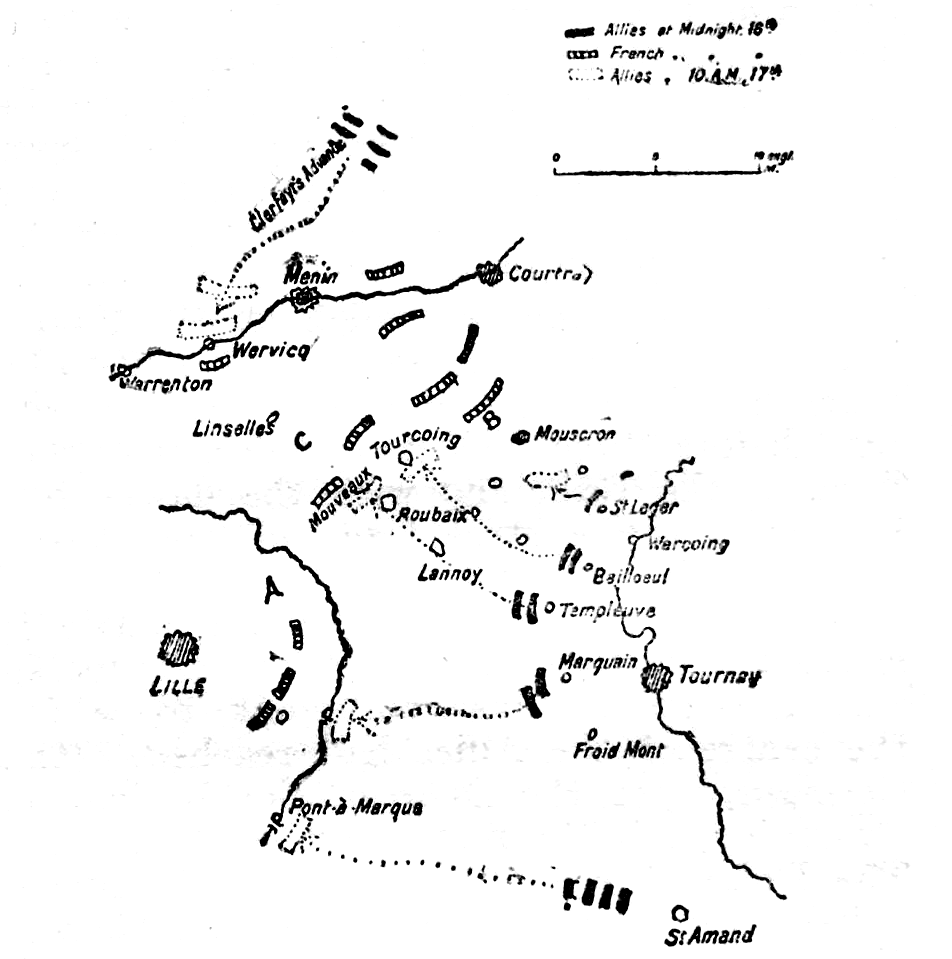 Allies at Midnight. 16th
French „ „ „
Allies „ 10 A.M. 17th
0 5 10 engl.
M.
Clerfayt's Advance
Menin
Courtray
Wervicq
Warrenton
Linselles
C
B
Mouscron
Tourcoing
Mouveaux
Roubaix
St Leger
Warcoing
Lannoy
Bailloeul
Templeuve
A
LILLE
Marquain
Tournay
Froid Mont
Pont-à-Marque
St Amand